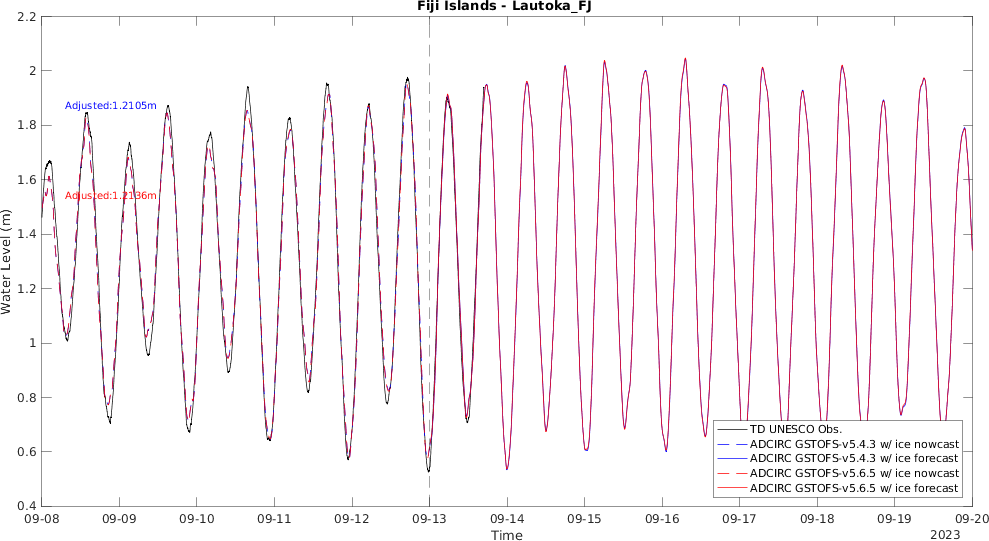 Fiji Islands - Lautoka_FJ
2.2
2
1.8
1.6
1.4
1.2
1
0.8
0.6
0.4
Water Level (m)
Adjusted:1.2105m
Adjusted:1.2136m
TD UNESCO Obs.
ADCIRC GSTOFS-v5.4.3 w/ ice nowcast
ADCIRC GSTOFS-v5.4.3 w/ ice forecast
ADCIRC GSTOFS-v5.6.5 w/ ice nowcast
ADCIRC GSTOFS-v5.6.5 w/ ice forecast
09-08 09-09 09-10 09-11 09-12 09-13 09-14 09-15 09-16 09-17 09-18 09-19 09-20
Time
2023